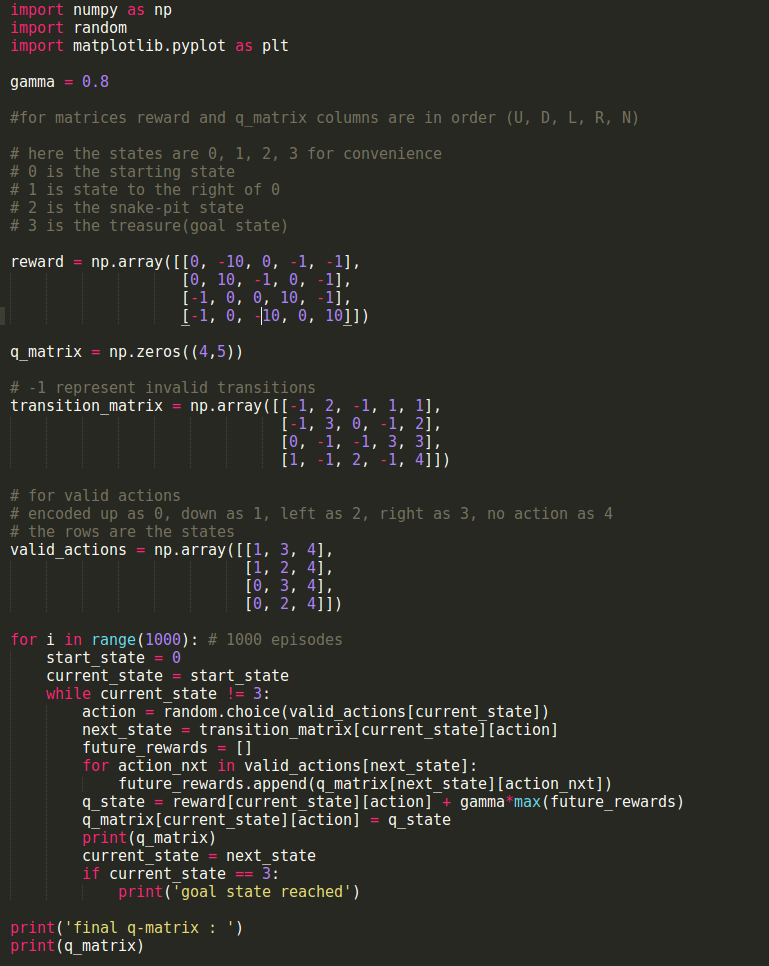 import numpy as np
import random
import matplotlib.pyplot as plt

gamma = 0.8

#for matrices reward and q_matrix columns are in order (U, D, L, R, N)

# here the states are 0, 1, 2, 3 for convenience
# 0 is the starting state
# 1 is state to the right of 0
# 2 is the snake-pit state
# 3 is the treasure(goal state)

reward = np.array([[0, -10, 0, -1, -1],
                   [0, 10, -1, 0, -1],
                   [-1, 0, 0, 10, -1],
                   [-1, 0, -10, 0, 10]])

q_matrix = np.zeros((4,5))

# -1 represent invalid transitions
transition_matrix = np.array([[-1, 2, -1, 1, 1],
                              [-1, 3, 0, -1, 2],
                              [0, -1, -1, 3, 3],
                              [1, -1, 2, -1, 4]])

# for valid actions
# encoded up as 0, down as 1, left as 2, right as 3, no action as 4
# the rows are the states
valid_actions = np.array([[1, 3, 4],
                          [1, 2, 4],
                          [0, 3, 4],
                          [0, 2, 4]])

for i in range(1000): # 1000 episodes
    start_state = 0
    current_state = start_state
    while current_state != 3:
        action = random.choice(valid_actions[current_state])
        next_state = transition_matrix[current_state][action]
        future_rewards = []
        for action_nxt in valid_actions[next_state]:
            future_rewards.append(q_matrix[next_state][action_nxt])
        q_state = reward[current_state][action] + gamma*max(future_rewards)
        q_matrix[current_state][action] = q_state
        print(q_matrix)
        current_state = next_state
        if current_state == 3:
            print('goal state reached')

print('final q-matrix : ')
print(q_matrix)